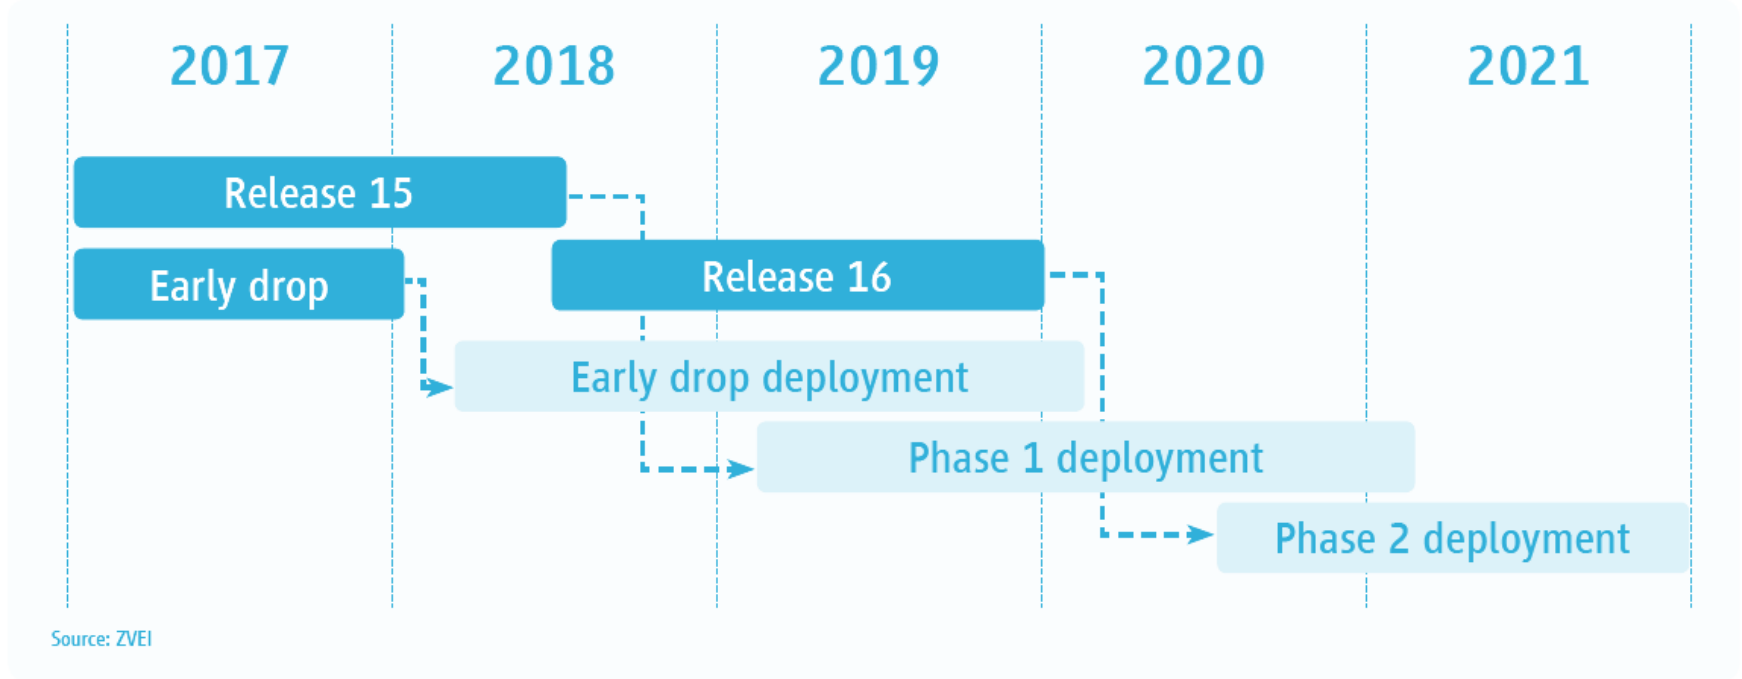 2017
2018
2019
2020
2021
Release 15
Early drop
Release 16
Early drop deployment
Phase 1 deployment
Phase 2 deployment
Source: ZVEI